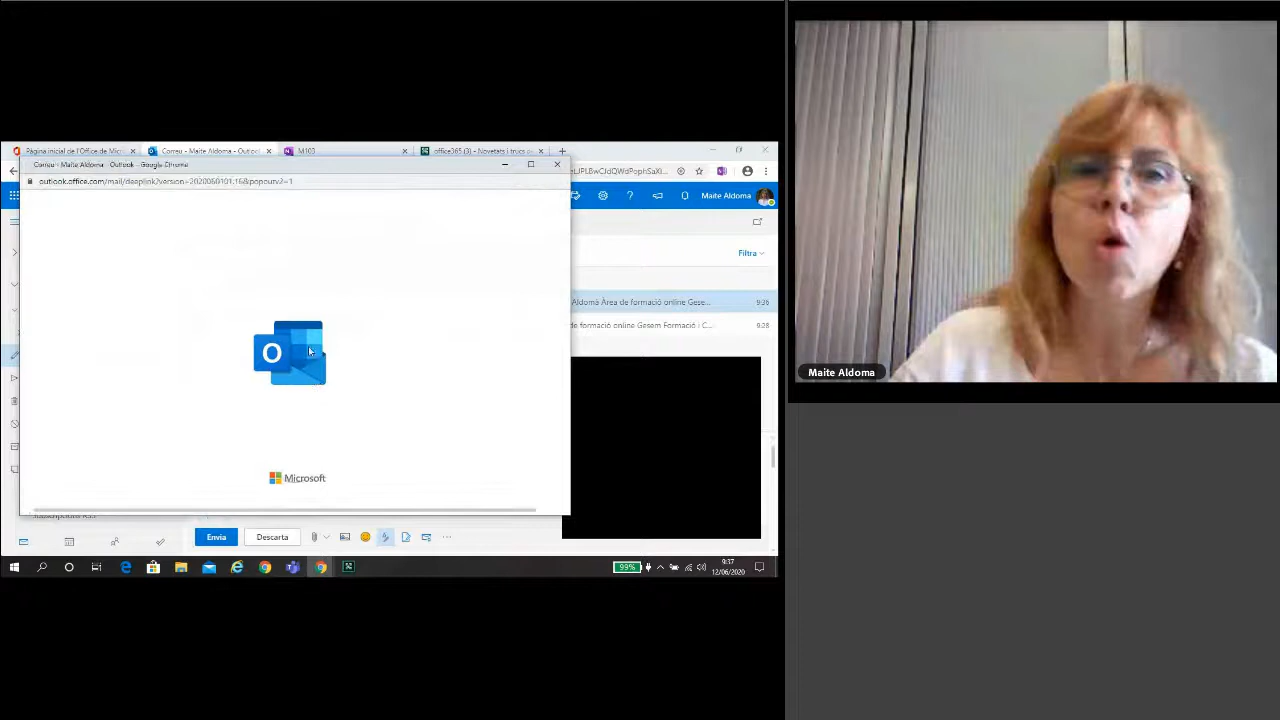 Pàgina inicial de l'Office de Mic
Correu - Maite Aldoma - Outlo
M103
office365 (3) - Novetats i trucs
Correu - Maite Aldoma - Outlook - Google Chrome
outlook.office.com/mail/deeplink?version=2020060101.16&popoutv2=1
Maite Aldoma
Filtra
Aldomà Àrea de formació online Gese...
9:36
de formació online Gesem Formació i C...
9:28
O
Microsoft
Envia
Descarta
99%
9:37
12/06/2020
Maite Aldoma